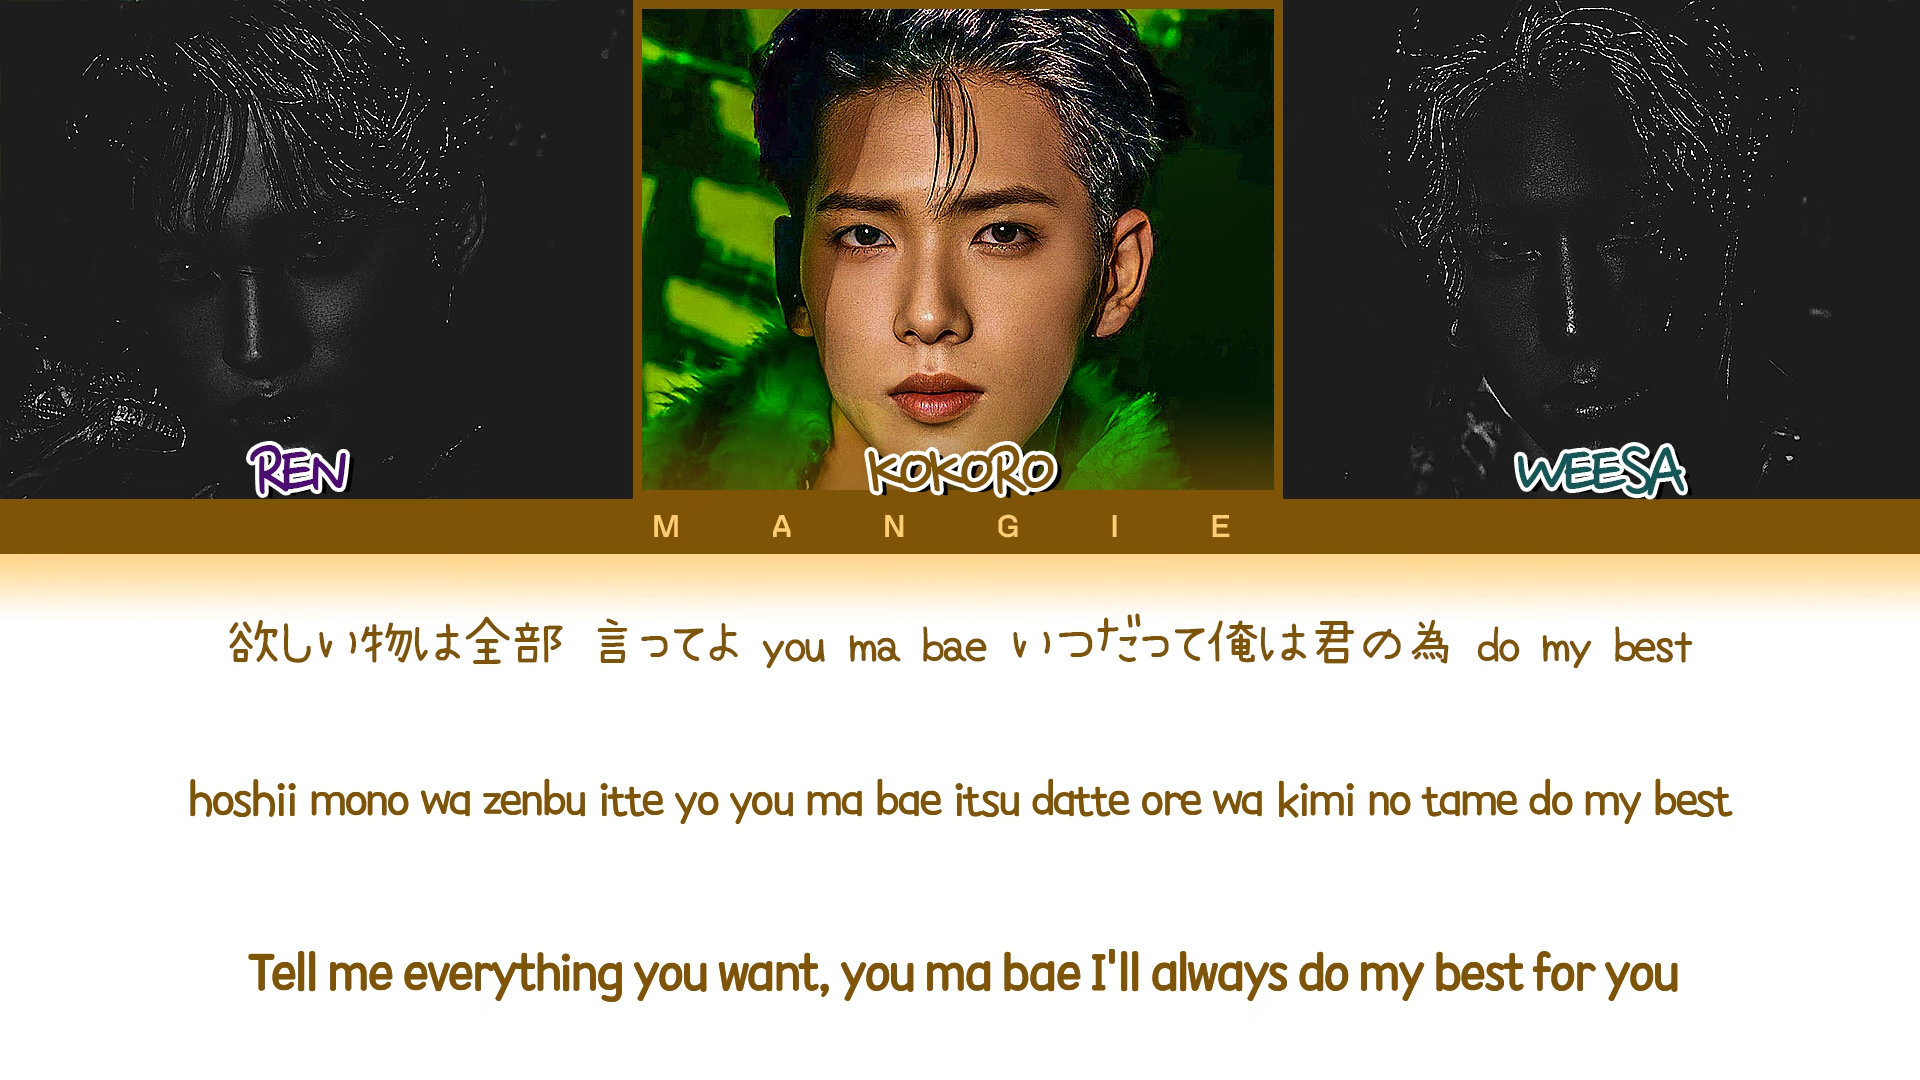 REN KOKORO WEESA
MANGIE
欲しい物は全部 言ってよ you ma bae いつだって俺は君の為 do my best
hoshii mono wa zenbu itte yo you ma bae itsu datte ore wa kimi no tame do my best
Tell me everything you want, you ma bae I'll always do my best for you